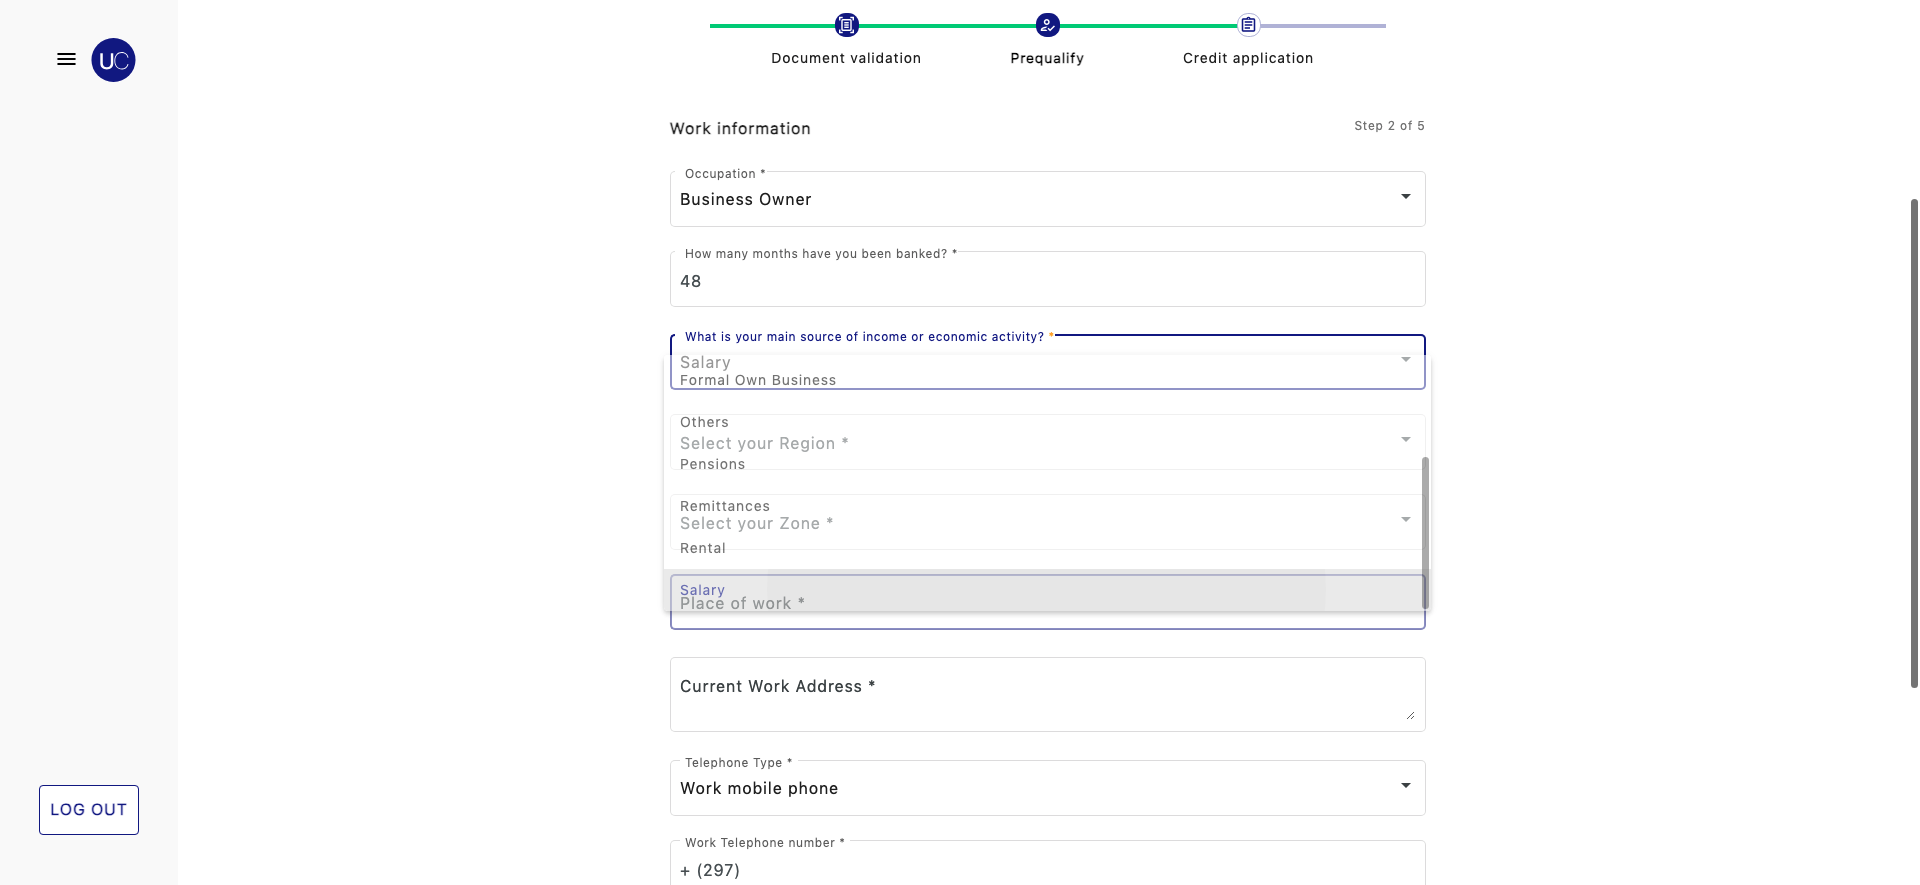 UC
Document validation
Prequalify
Credit application
Work information
Step 2 of 5
Occupation *
Business Owner
How many months have you been banked? *
48
What is your main source of income or economic activity? *
Salary
Formal Own Business
Others
Select your Region *
Pensions
Remittances
Select your Zone *
Rental
Salary
Place of work *
Current Work Address *
Telephone Type *
Work mobile phone
LOG OUT
Work Telephone number *
+ (297)